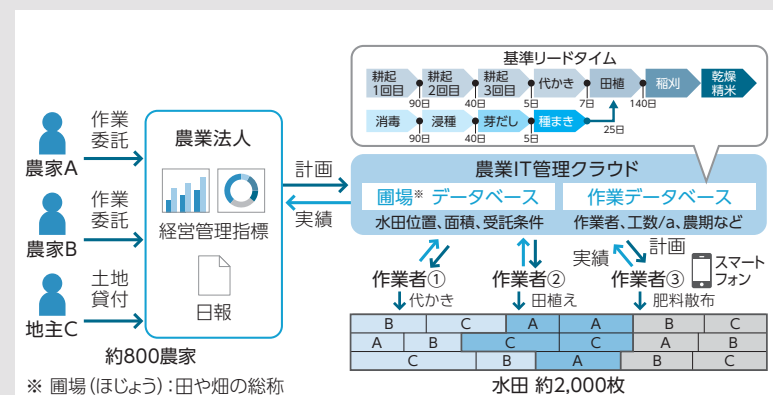 基準リードタイム
耕起 耕起 耕起 代かき 田植 稲刈 乾燥
1回目 2回目 3回目 精米
90日 40日 5日 7日 140日
消毒 浸種 芽だし 種まき
90日 40日 5日 25日
農家A
作業
委託
農家B
作業
委託
地主C
土地
貸付
約800農家
農業法人
経営管理指標
日報
計画
実績
農業IT管理クラウド
圃場※ データベース
水田位置、面積、受託条件
作業データベース
作業者、工数/a、農期など
実績 計画
スマート
フォン
作業者① 作業者② 作業者③
代かき 田植え 肥料散布
B C A A B C
A B C C A B
C B A B C
水田 約2,000枚
※ 圃場(ほじょう):田や畑の総称